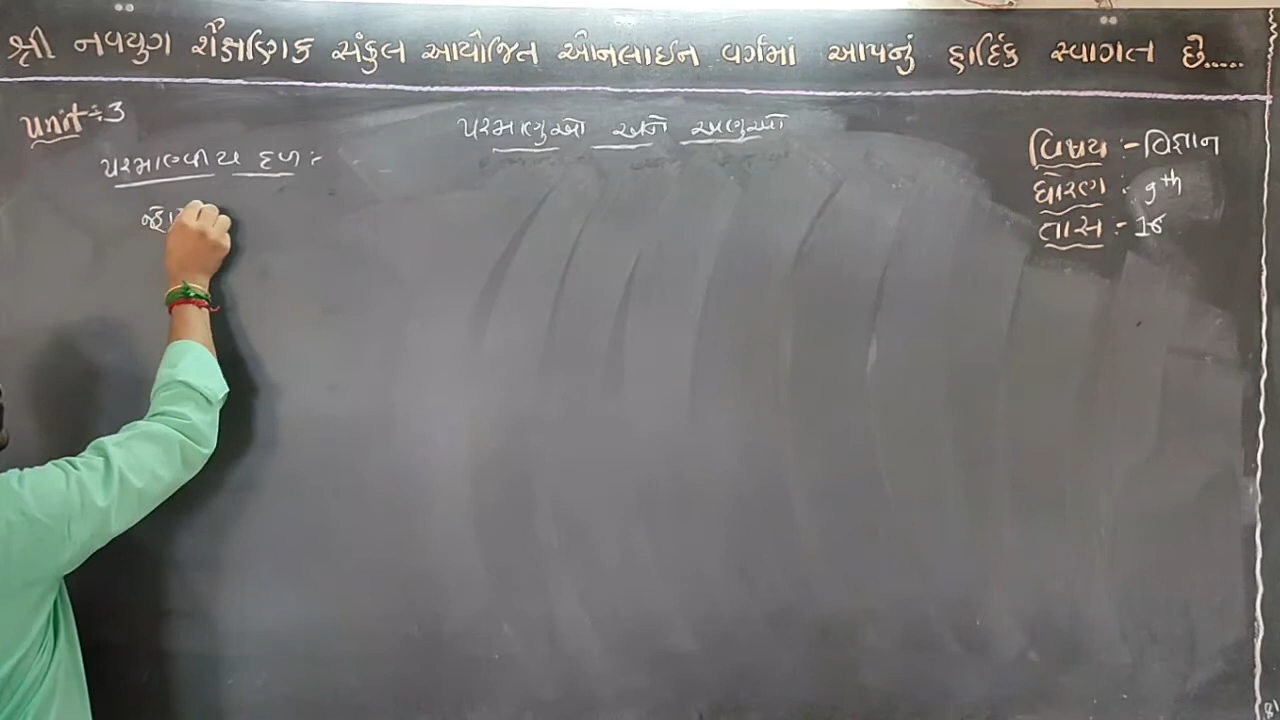 શ્રી નવયુગ શૈક્ષણિક સંકુલ આયોજિત ઓનલાઇન વર્ગમાં આપનું હાર્દિક સ્વાગત છે.....
Unit:-3
પરમાણુઓ અને અણુઓ
વિષય :- વિજ્ઞાન
ધોરણ :- 9th
તાસ :- 18
પરમાણ્વીય દળ :-